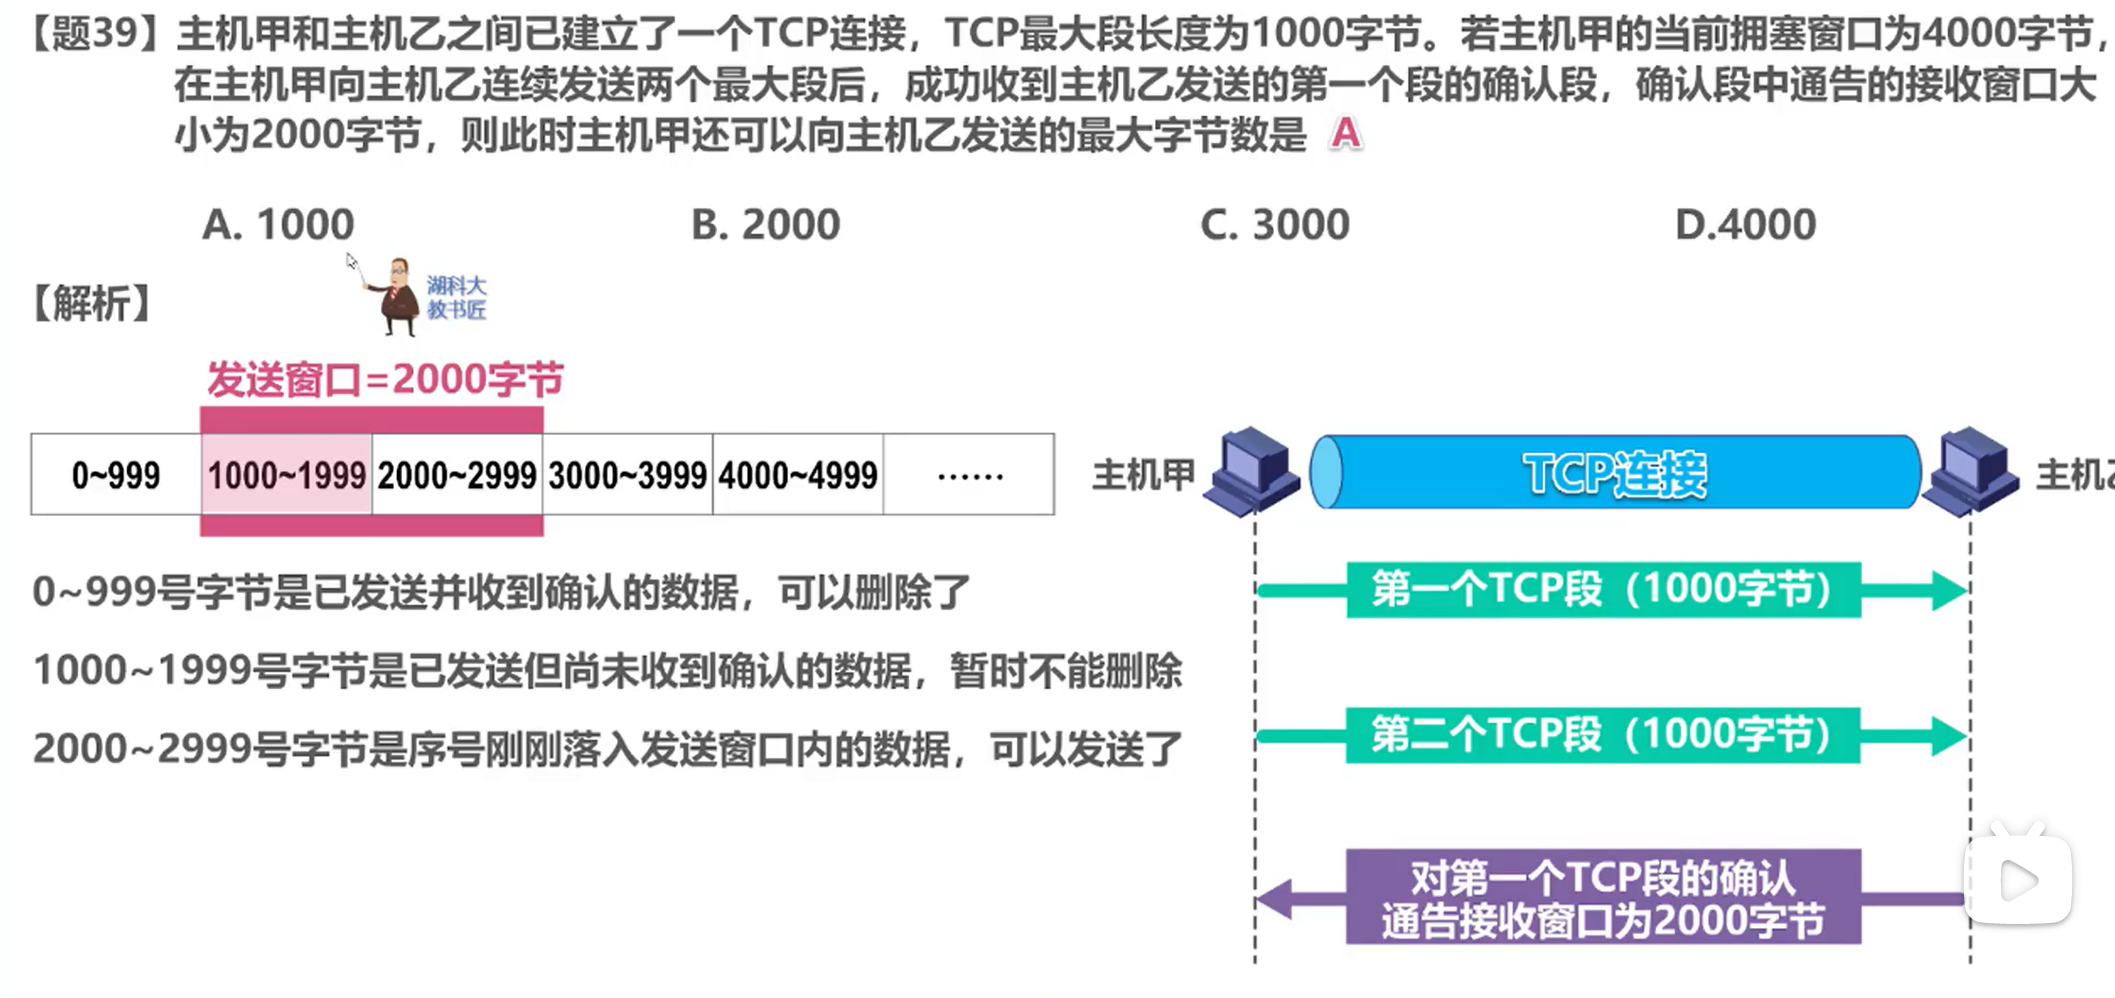 【题39】主机甲和主机乙之间已建立了一个TCP连接，TCP最大段长度为1000字节。若主机甲的当前拥塞窗口为4000字节，
在主机甲向主机乙连续发送两个最大段后，成功收到主机乙发送的第一个段的确认段，确认段中通告的接收窗口大
小为2000字节，则此时主机甲还可以向主机乙发送的最大字节数是 A
A. 1000 B. 2000 C. 3000 D.4000
【解析】
湖科大
教书匠
发送窗口=2000字节
0~999 1000~1999 2000~2999 3000~3999 4000~4999 ……
主机甲 TCP连接 主机乙
0~999号字节是已发送并收到确认的数据，可以删除了
第一个TCP段（1000字节）
1000~1999号字节是已发送但尚未收到确认的数据，暂时不能删除
2000~2999号字节是序号刚刚落入发送窗口内的数据，可以发送了
第二个TCP段（1000字节）
对第一个TCP段的确认
通告接收窗口为2000字节